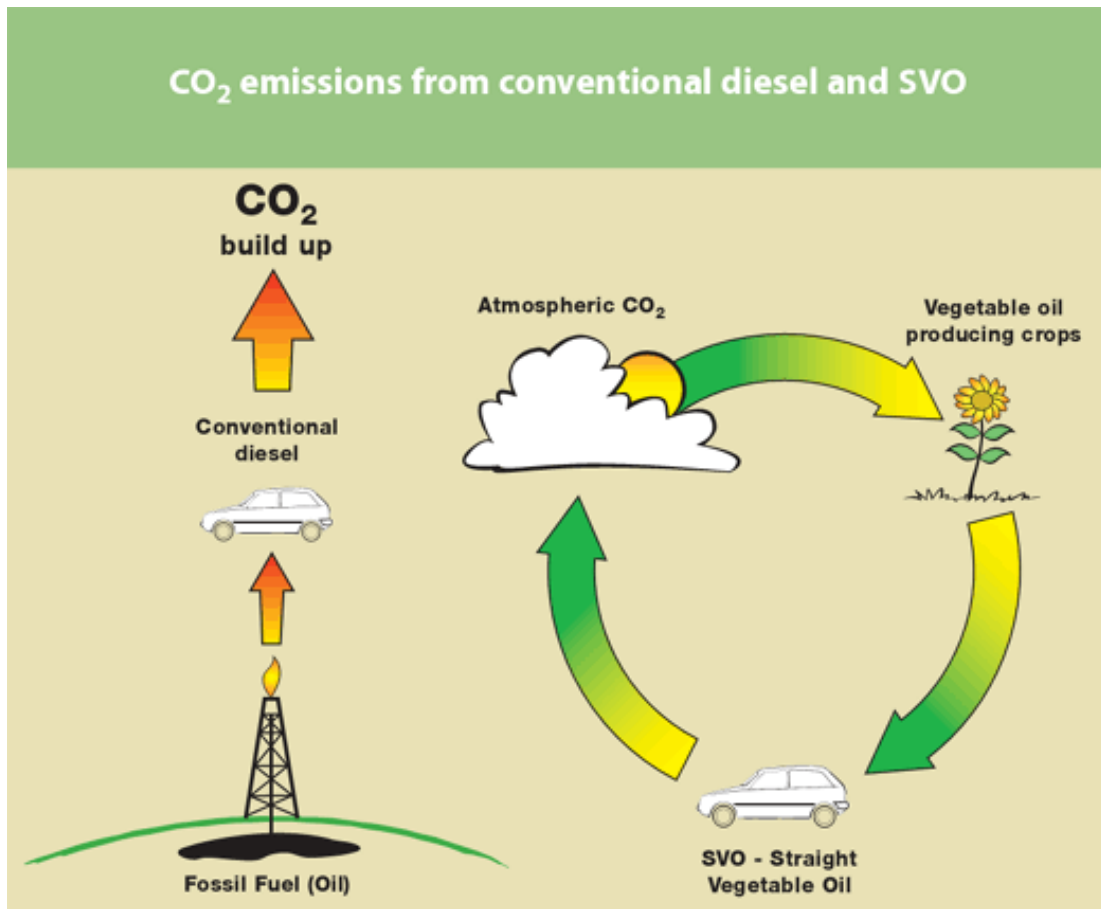 CO₂ emissions from conventional diesel and SVO
CO₂
build up
Conventional
diesel
Fossil Fuel (Oil)
Atmospheric CO₂
Vegetable oil
producing crops
SVO - Straight
Vegetable Oil